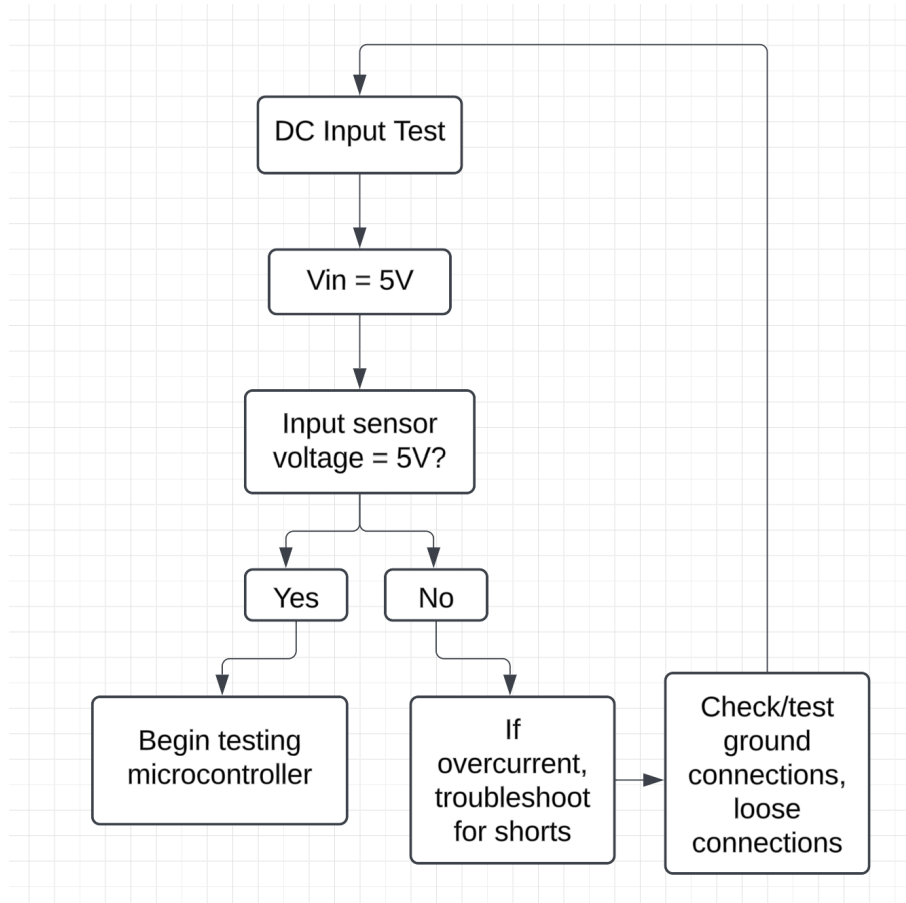 DC Input Test
Vin = 5V
Input sensor
voltage = 5V?
Yes
No
Begin testing
microcontroller
If
overcurrent,
troubleshoot
for shorts
Check/test
ground
connections,
loose
connections